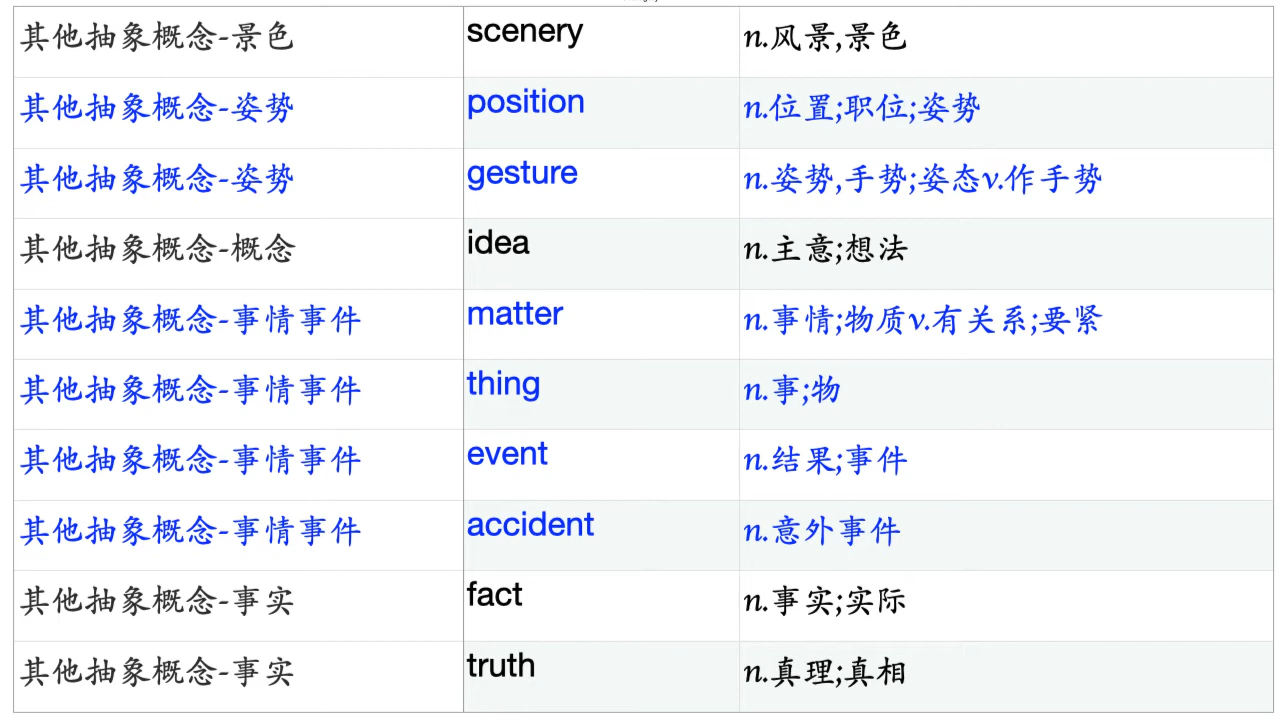 其他抽象概念-景色 scenery n.风景,景色
其他抽象概念-姿势 position n.位置;职位;姿势
其他抽象概念-姿势 gesture n.姿势,手势;姿态v.作手势
其他抽象概念-概念 idea n.主意;想法
其他抽象概念-事情事件 matter n.事情;物质v.有关系;要紧
其他抽象概念-事情事件 thing n.事;物
其他抽象概念-事情事件 event n.结果;事件
其他抽象概念-事情事件 accident n.意外事件
其他抽象概念-事实 fact n.事实;实际
其他抽象概念-事实 truth n.真理;真相